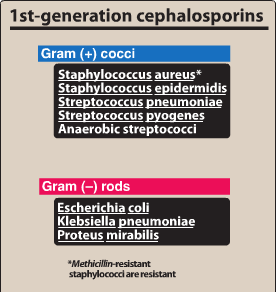 1st-generation cephalosporins
Gram (+) cocci
Staphylococcus aureus*
Staphylococcus epidermidis
Streptococcus pneumoniae
Streptococcus pyogenes
Anaerobic streptococci
Gram (–) rods
Escherichia coli
Klebsiella pneumoniae
Proteus mirabilis
*Methicillin-resistant
staphylococci are resistant